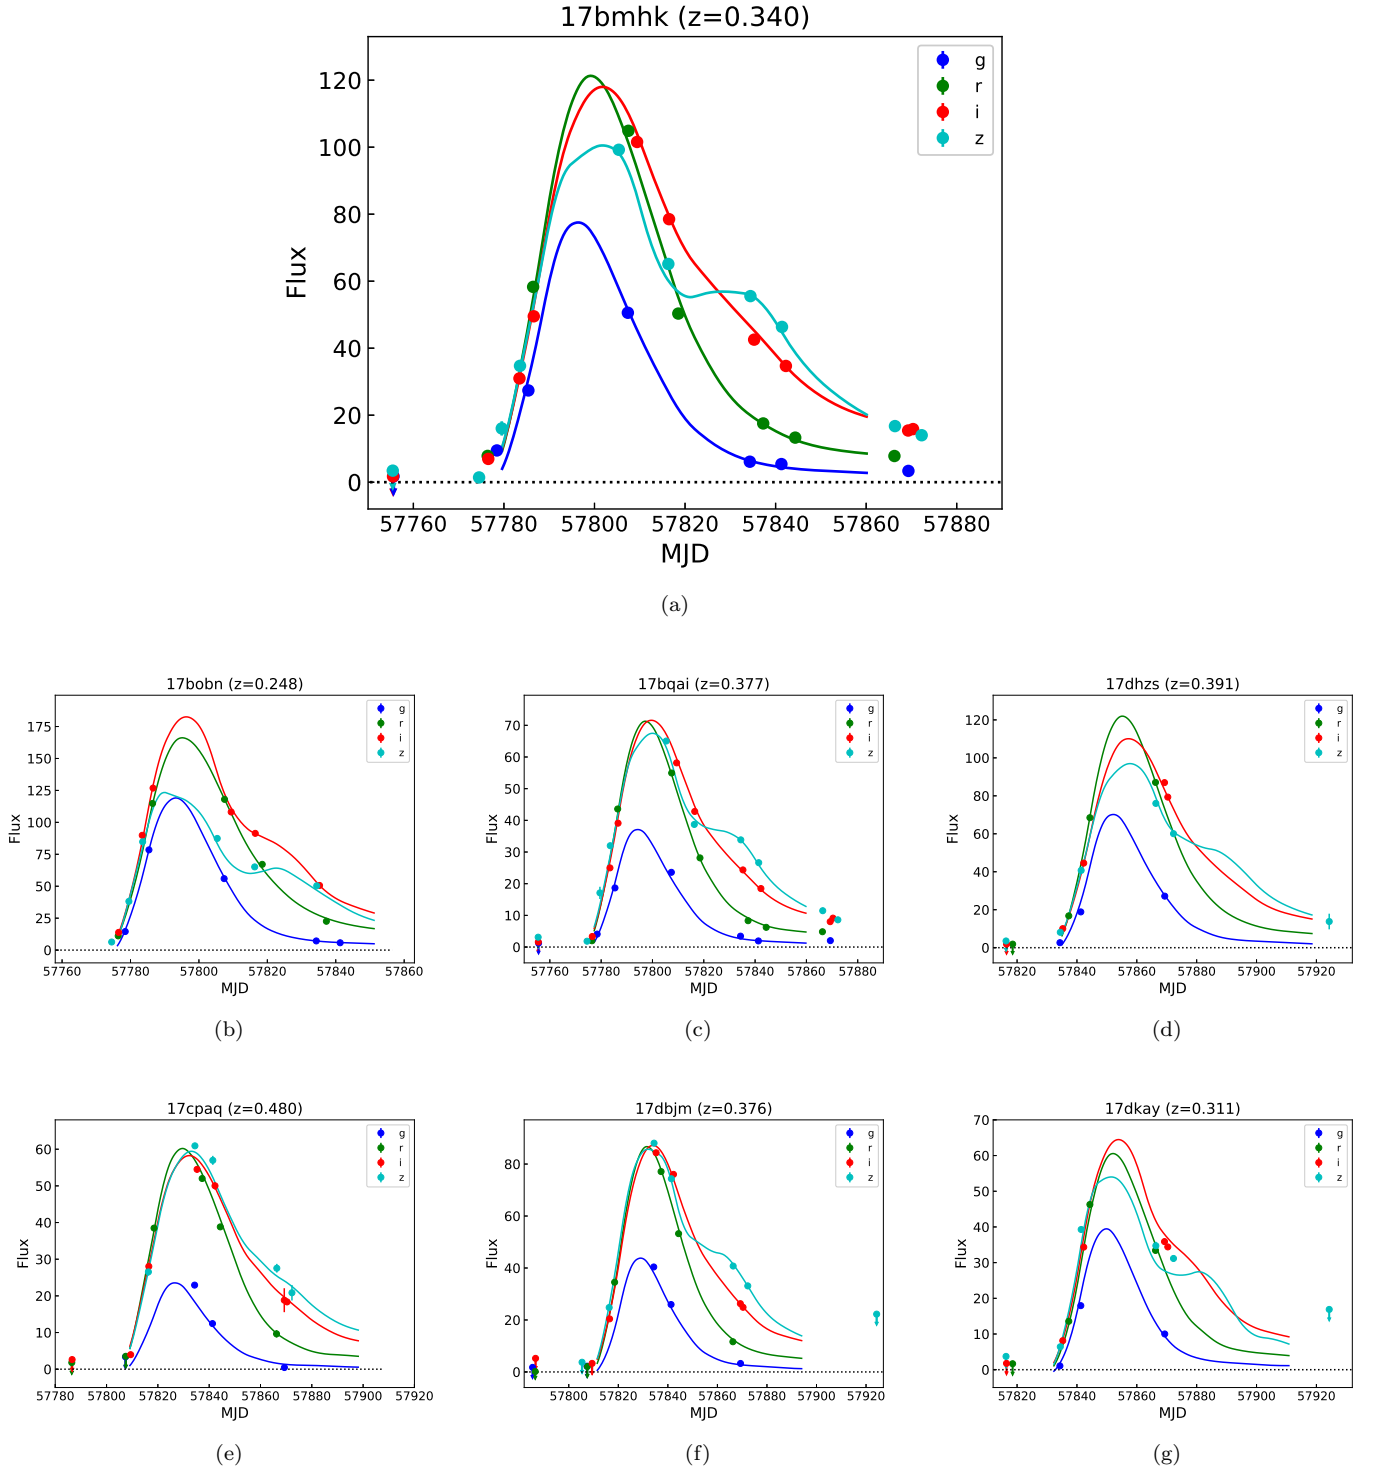 17bmhk (z=0.340)
Flux
120
100
80
60
40
20
0
g
r
i
z
57760 57780 57800 57820 57840 57860 57880
MJD
(a)
17bobn (z=0.248)
Flux
175
150
125
100
75
50
25
0
g
r
i
z
57760 57780 57800 57820 57840 57860
MJD
(b)
17bqai (z=0.377)
Flux
70
60
50
40
30
20
10
0
g
r
i
z
57760 57780 57800 57820 57840 57860 57880
MJD
(c)
17dhzs (z=0.391)
Flux
120
100
80
60
40
20
0
g
r
i
z
57820 57840 57860 57880 57900 57920
MJD
(d)
17cpaq (z=0.480)
Flux
60
50
40
30
20
10
0
g
r
i
z
57780 57800 57820 57840 57860 57880 57900 57920
MJD
(e)
17dbjm (z=0.376)
Flux
80
60
40
20
0
g
r
i
z
57800 57820 57840 57860 57880 57900 57920
MJD
(f)
17dkay (z=0.311)
Flux
70
60
50
40
30
20
10
0
g
r
i
z
57820 57840 57860 57880 57900 57920
MJD
(g)